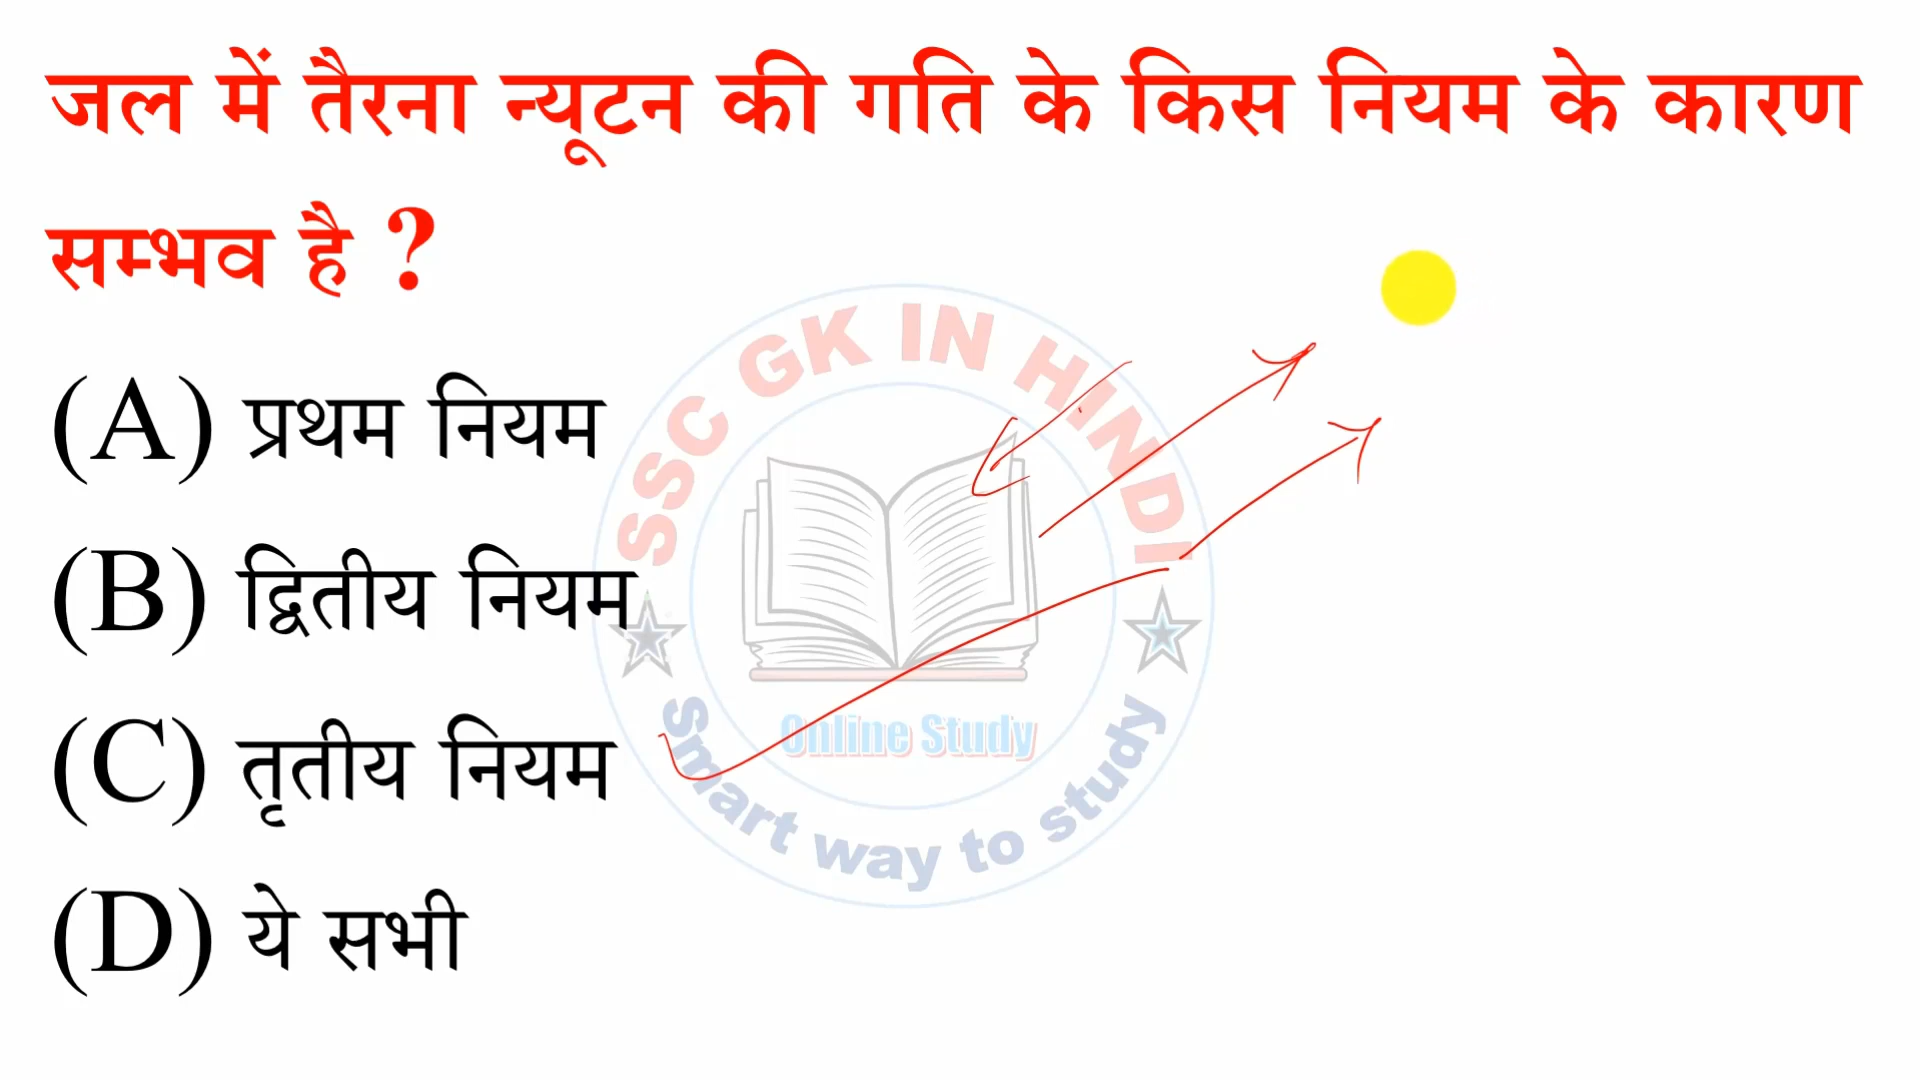 जल में तैरना न्यूटन की गति के किस नियम के कारण
सम्भव है ?
(A) प्रथम नियम
(B) द्वितीय नियम
(C) तृतीय नियम
(D) ये सभी
SSC GK IN HINDI
Online Study
Smart way to study